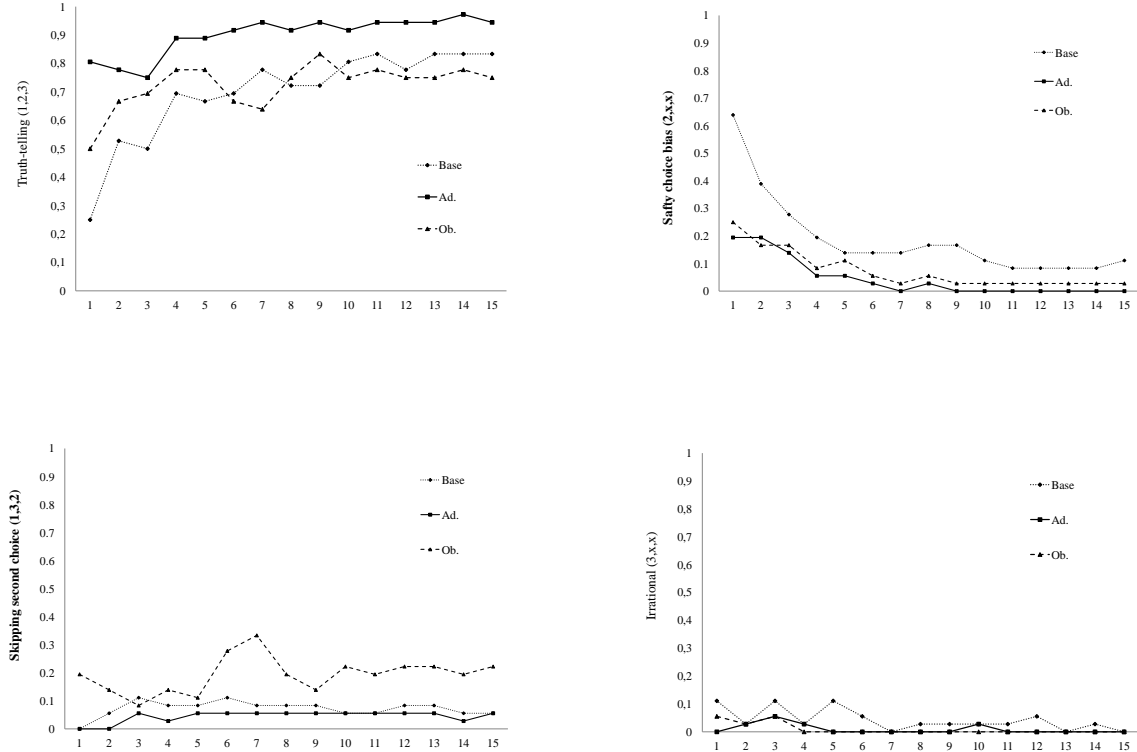 Truth-telling (1,2,3)
1
0,9
0,8
0,7
0,6
0,5
0,4
0,3
0,2
0,1
0
1 2 3 4 5 6 7 8 9 10 11 12 13 14 15
Base
Ad.
Ob.
Safty choice bias (2,x,x)
1
0.9
0.8
0.7
0.6
0.5
0.4
0.3
0.2
0.1
0
1 2 3 4 5 6 7 8 9 10 11 12 13 14 15
Base
Ad.
Ob.
Skipping second choice (1,3,2)
1
0.9
0.8
0.7
0.6
0.5
0.4
0.3
0.2
0.1
0
1 2 3 4 5 6 7 8 9 10 11 12 13 14 15
Base
Ad.
Ob.
Irrational (3,x,x)
1
0,9
0,8
0,7
0,6
0,5
0,4
0,3
0,2
0,1
0
1 2 3 4 5 6 7 8 9 10 11 12 13 14 15
Base
Ad.
Ob.